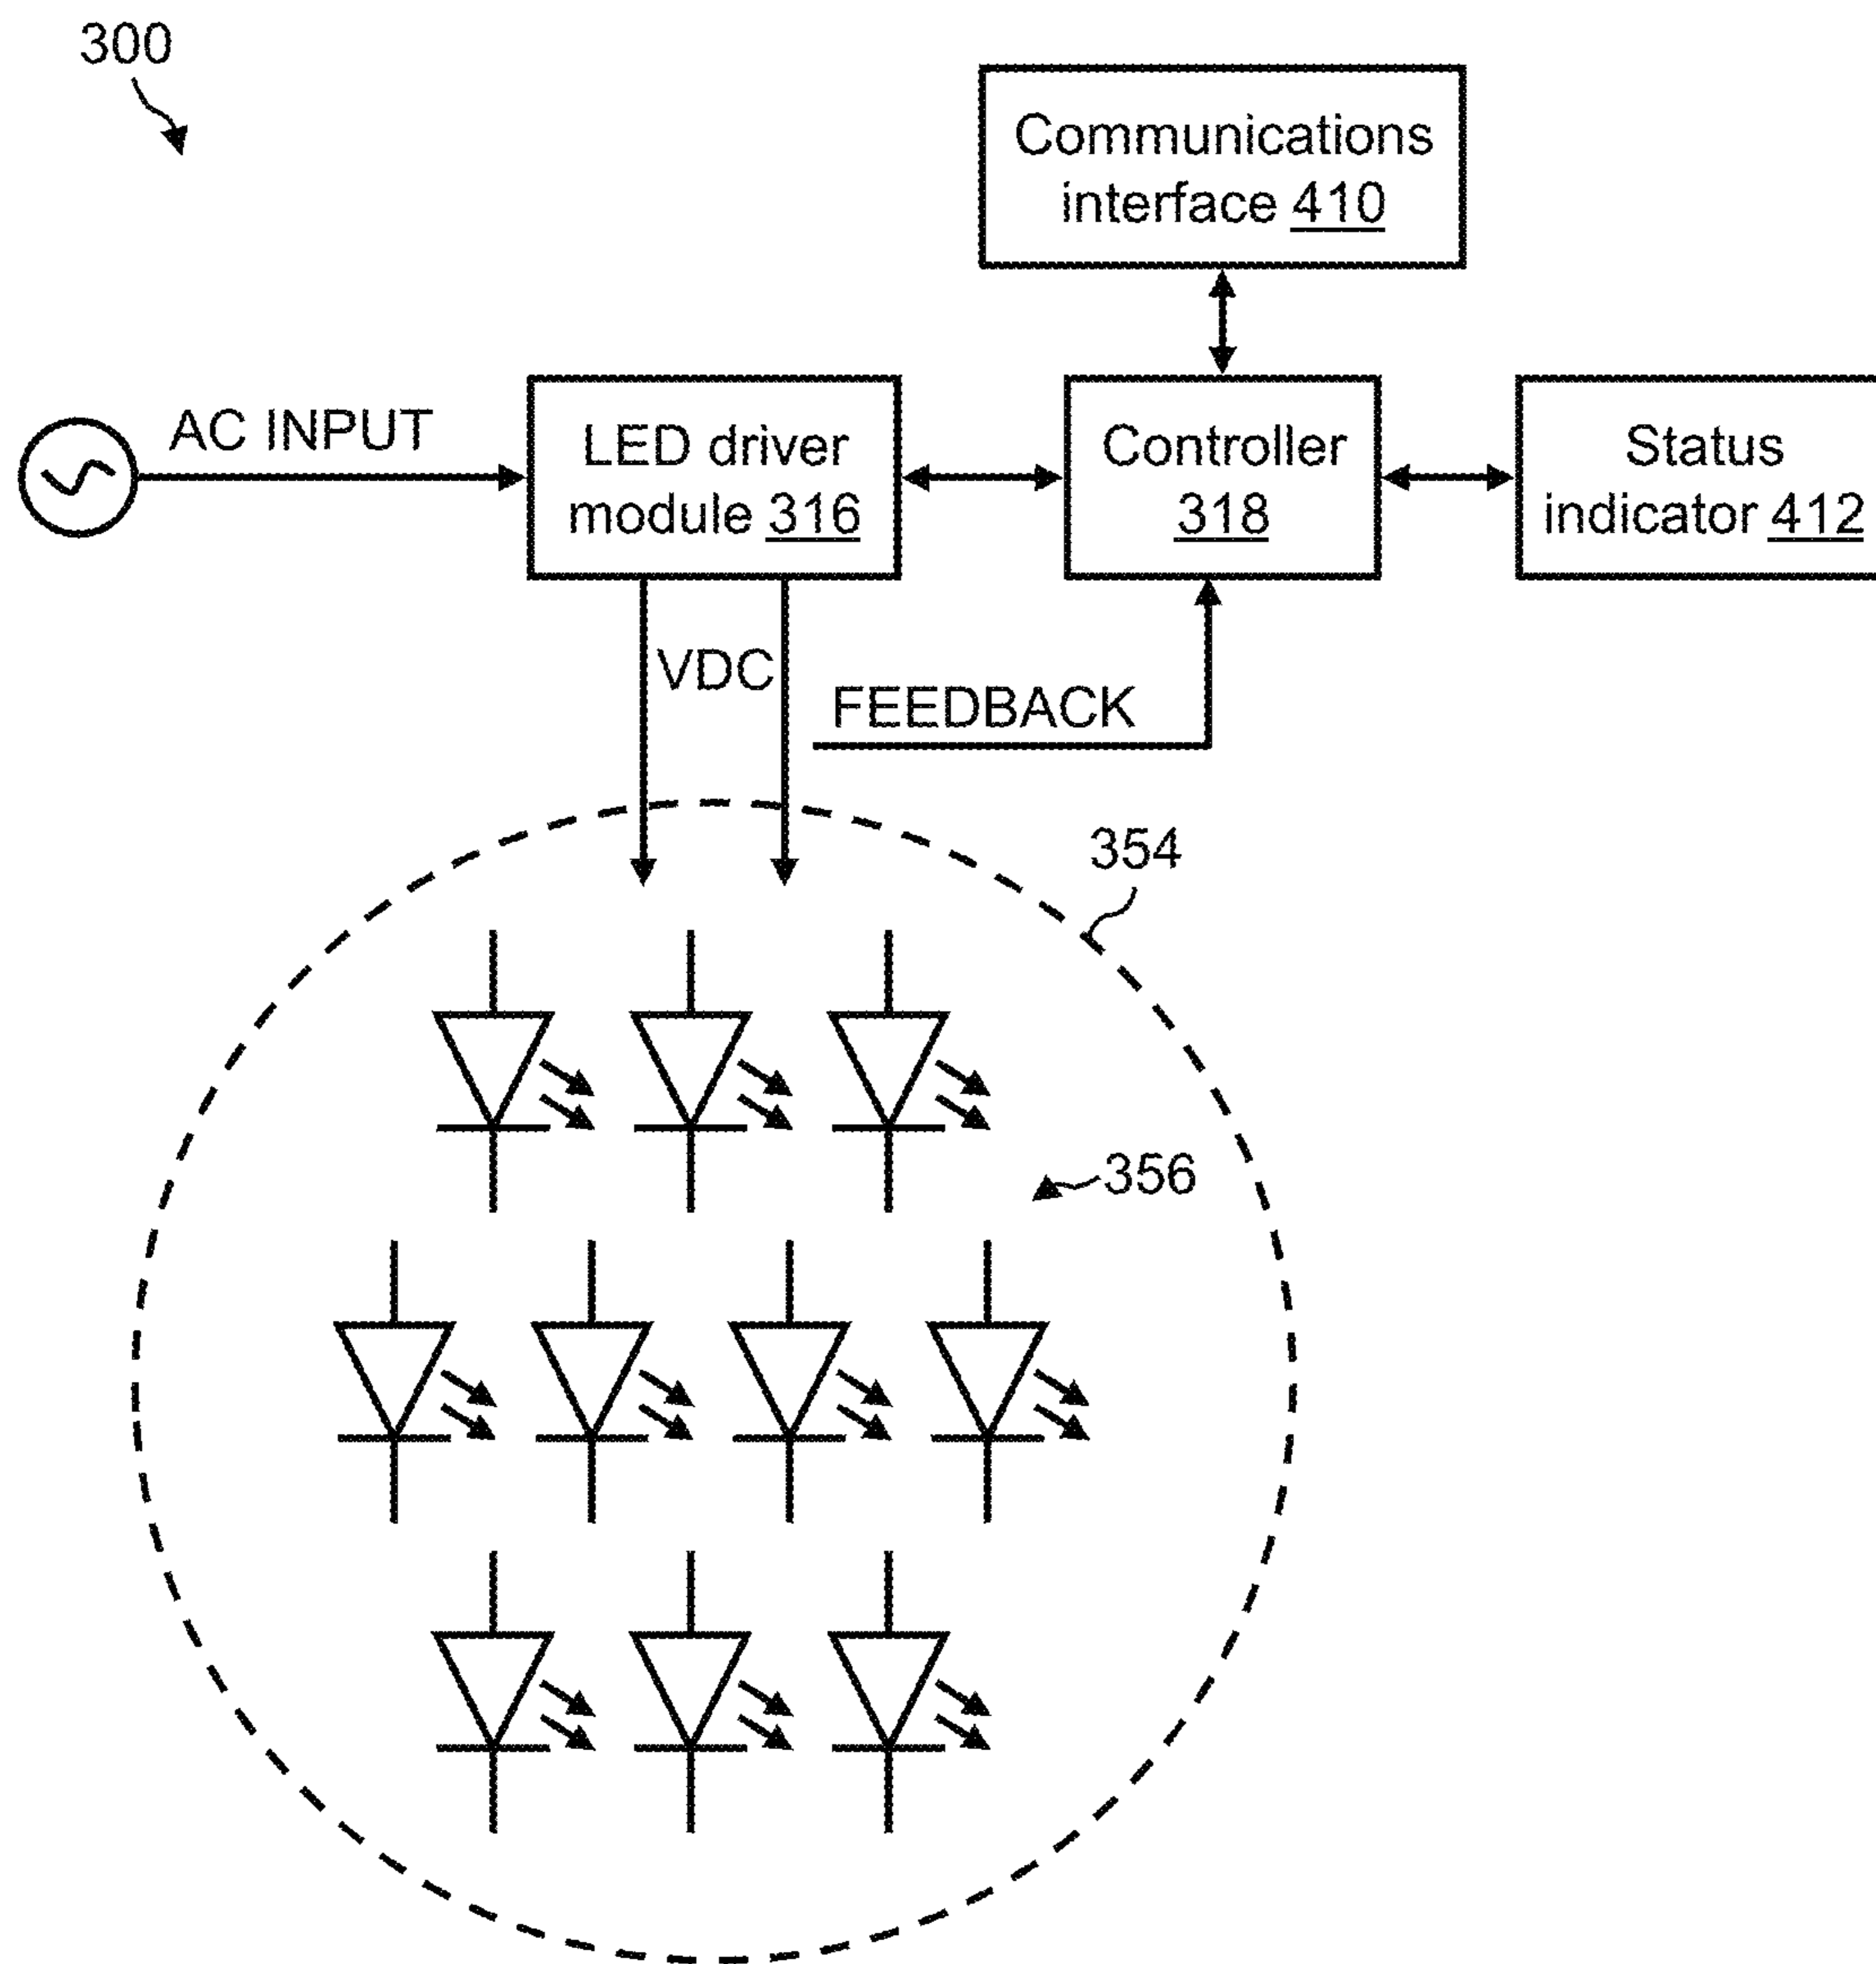 300
Communications
interface 410
AC INPUT
LED driver
module 316
Controller
318
Status
indicator 412
VDC
FEEDBACK
354
356